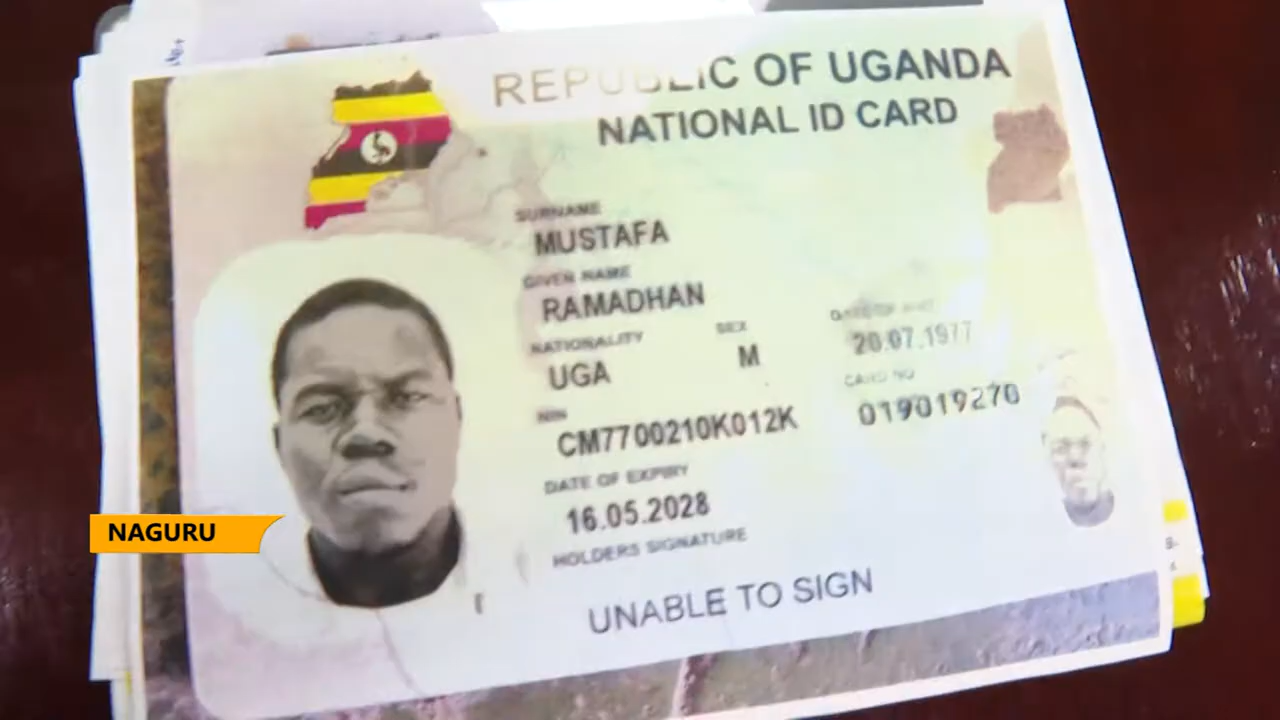 REPUBLIC OF UGANDA
NATIONAL ID CARD
SURNAME
MUSTAFA
GIVEN NAME
RAMADHAN
NATIONALITY SEX
UGA M 20.07.1977
CARD NO
NIN
CM7700210K012K 019019270
DATE OF EXPIRY
16.05.2028
HOLDERS SIGNATURE
UNABLE TO SIGN
NAGURU